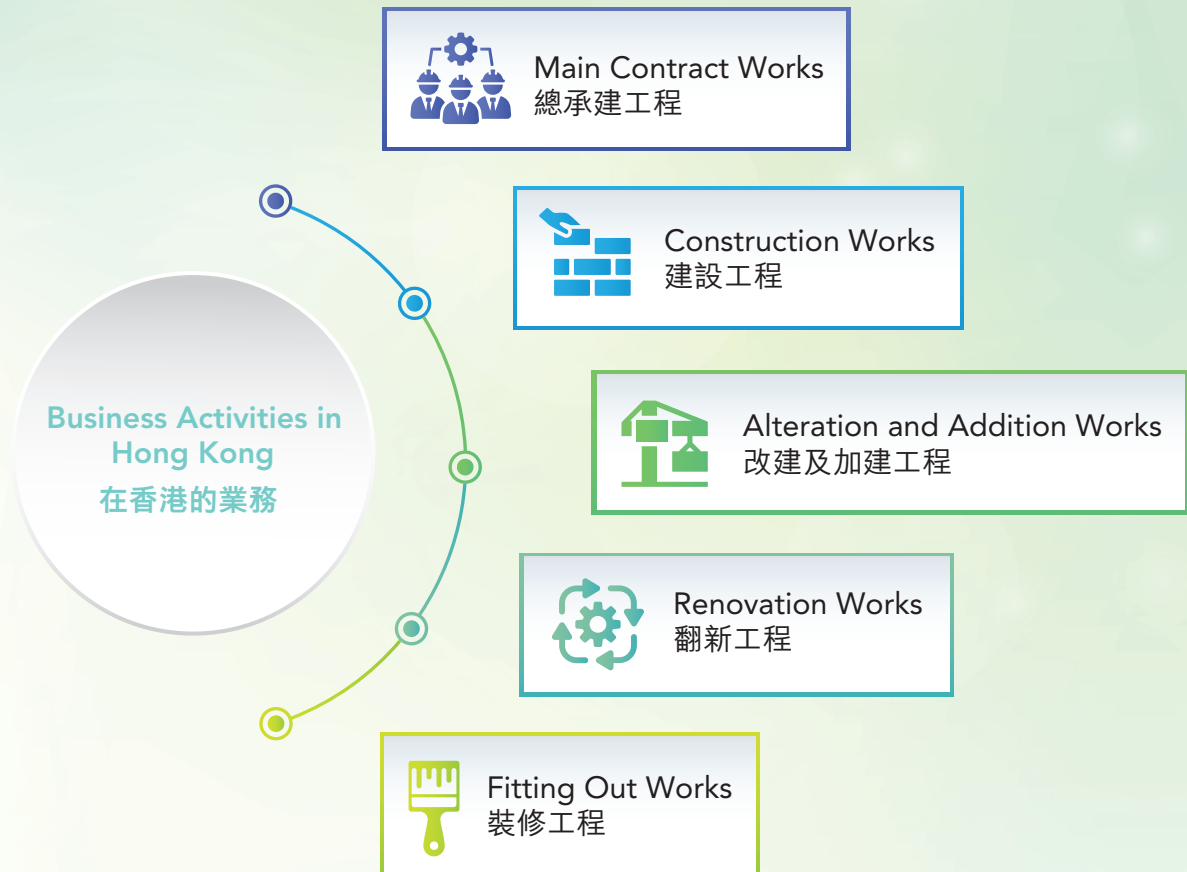 Main Contract Works
總承建工程
Construction Works
建設工程
Business Activities in
Hong Kong
在香港的業務
Alteration and Addition Works
改建及加建工程
Renovation Works
翻新工程
Fitting Out Works
裝修工程